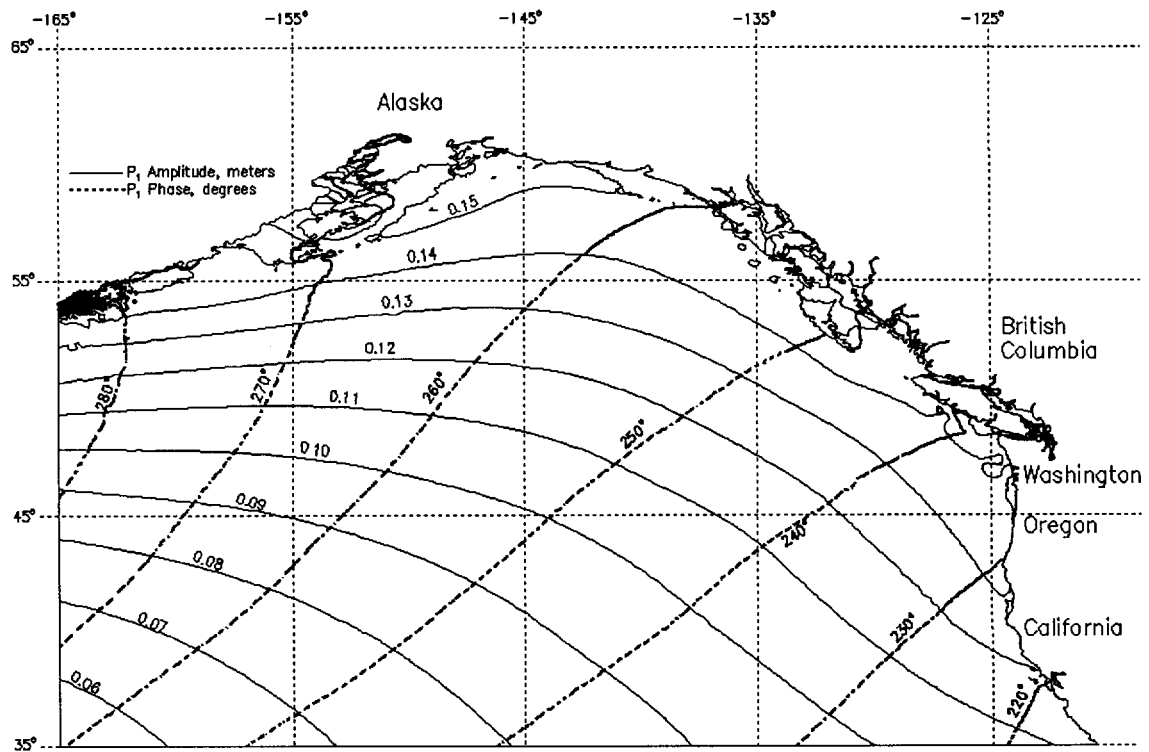 -165° -155° -145° -135° -125°
65°
Alaska
P₁ Amplitude, meters
P₁ Phase, degrees
0.15
0.14
55°
0.13
British
Columbia
0.12
280° 270° 260° 0.11
250°
0.10
Washington
0.09
45°
Oregon
240°
0.08
0.07
230°
California
0.06
220°
35°